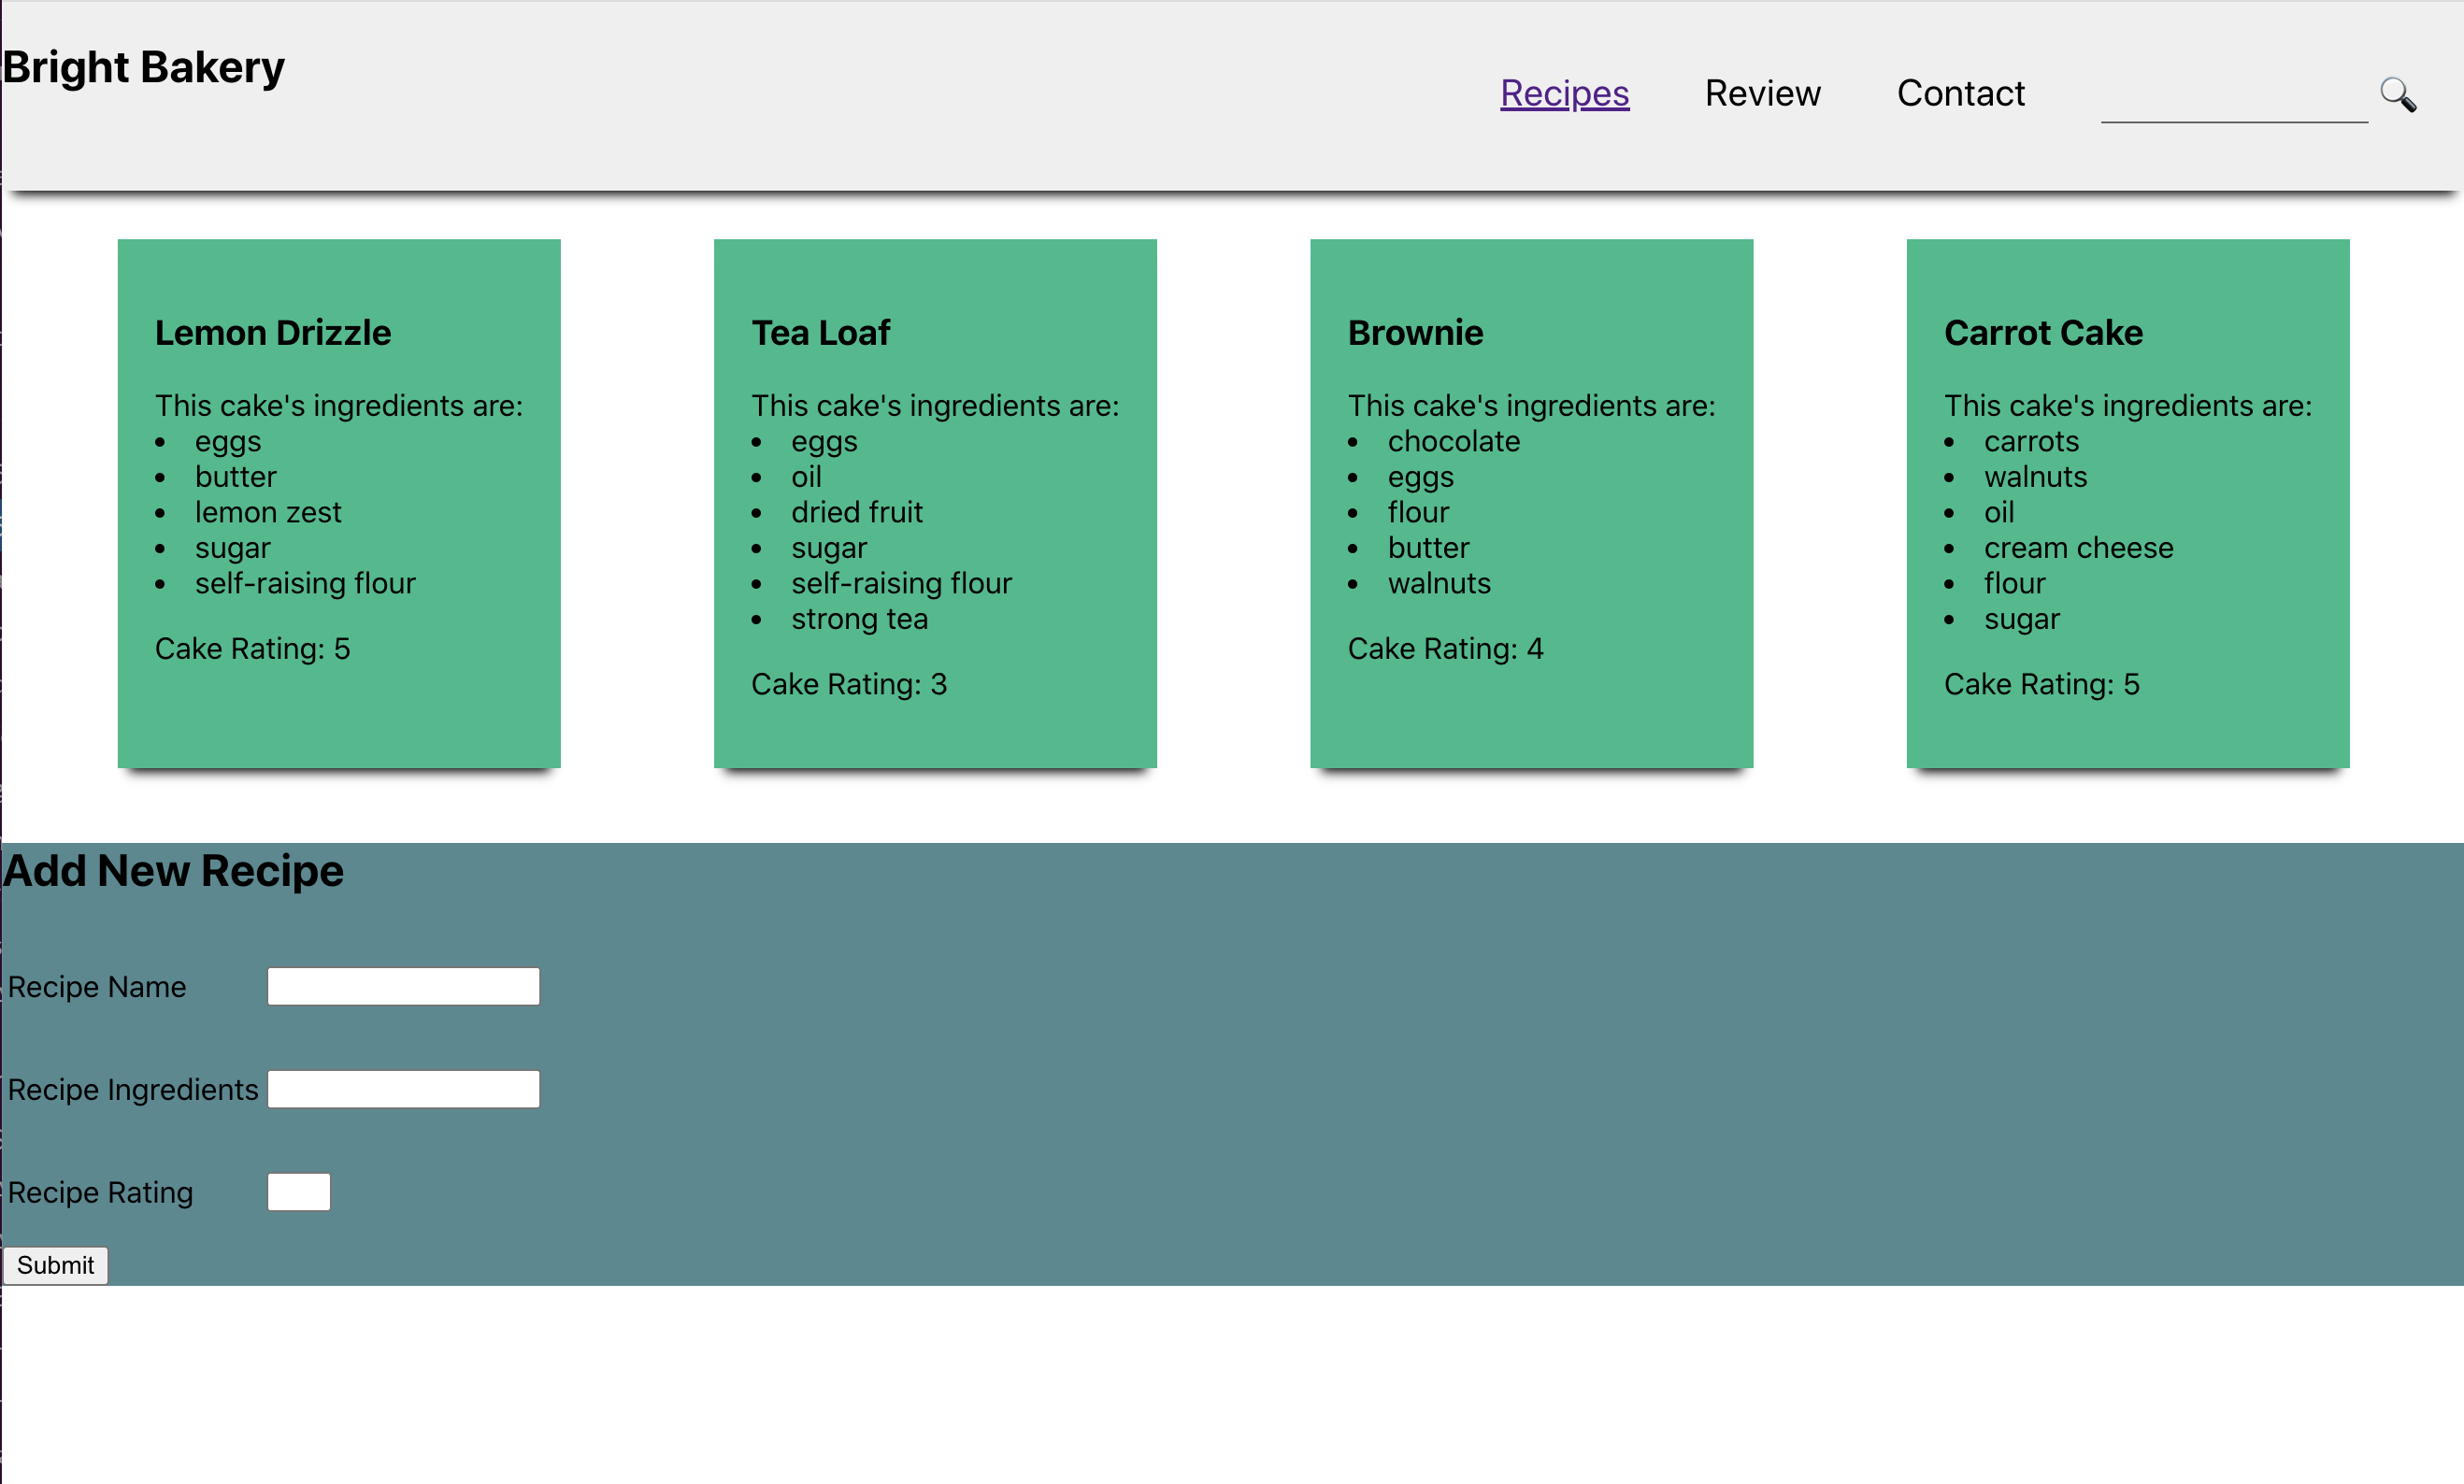 Bright Bakery
Recipes Review Contact
Lemon Drizzle
This cake's ingredients are:
• eggs
• butter
• lemon zest
• sugar
• self-raising flour
Cake Rating: 5
Tea Loaf
This cake's ingredients are:
• eggs
• oil
• dried fruit
• sugar
• self-raising flour
• strong tea
Cake Rating: 3
Brownie
This cake's ingredients are:
• chocolate
• eggs
• flour
• butter
• walnuts
Cake Rating: 4
Carrot Cake
This cake's ingredients are:
• carrots
• walnuts
• oil
• cream cheese
• flour
• sugar
Cake Rating: 5
Add New Recipe
Recipe Name
Recipe Ingredients
Recipe Rating
Submit